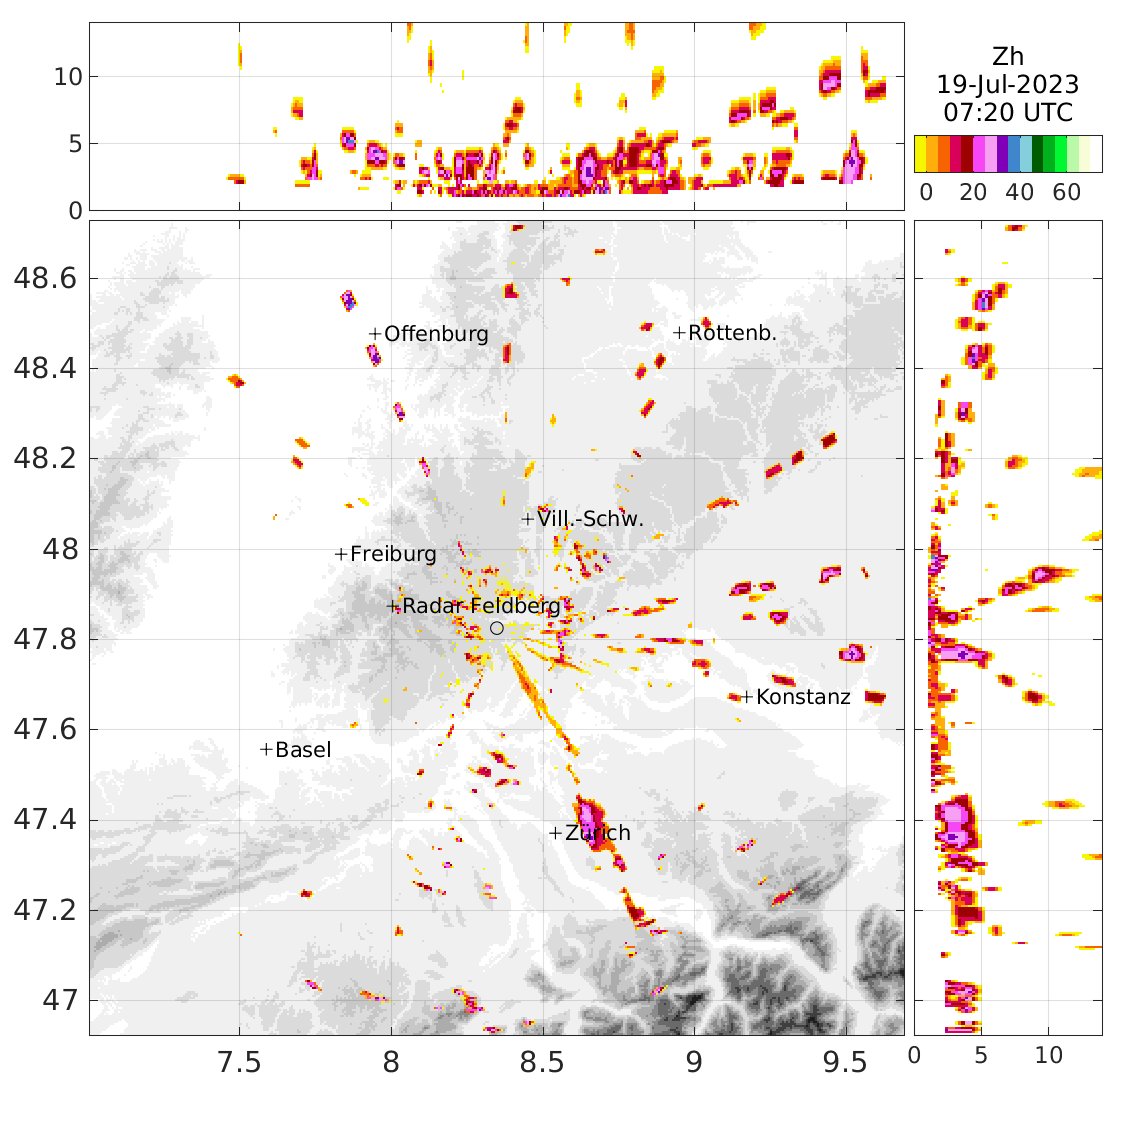 10
5
0
Zh
19-Jul-2023
07:20 UTC
0 20 40 60
48.6
48.4
48.2
48
47.8
47.6
47.4
47.2
47
+Offenburg
+Rottenb.
+Vill.-Schw.
+Freiburg
+Radar Feldberg
+Konstanz
+Basel
+Zürich
7.5 8 8.5 9 9.5
0 5 10